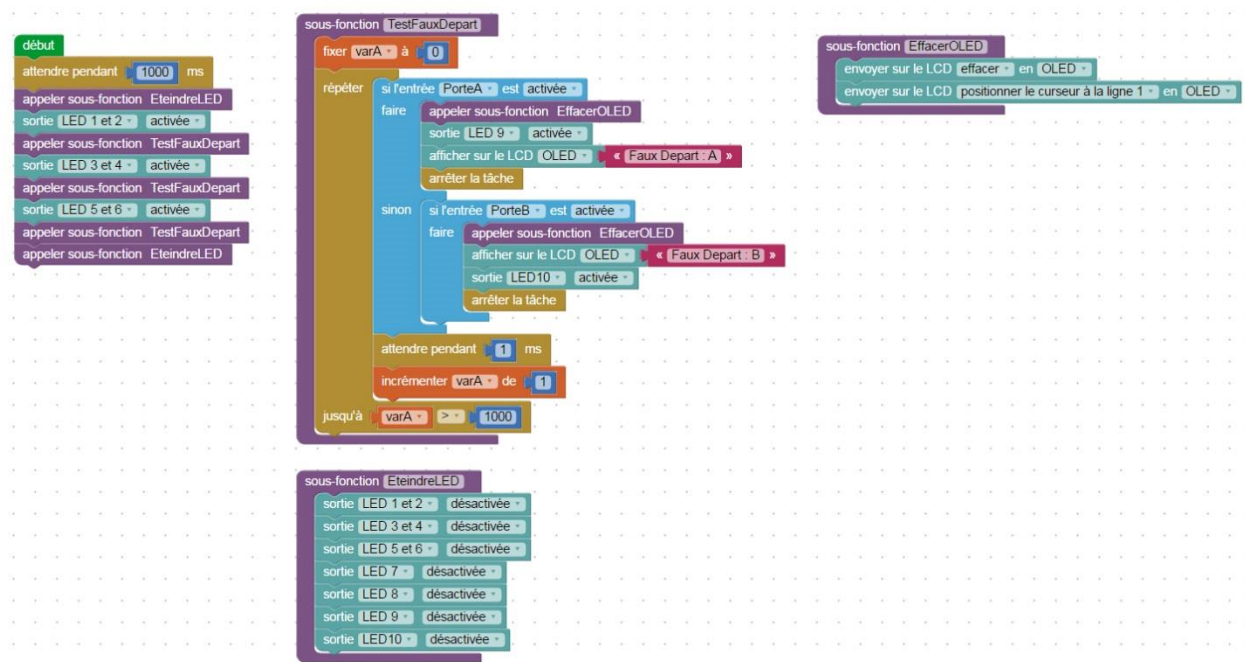 début
attendre pendant 1000 ms
appeler sous-fonction EteindreLED
sortie LED 1 et 2 activée
appeler sous-fonction TestFauxDepart
sortie LED 3 et 4 activée
appeler sous-fonction TestFauxDepart
sortie LED 5 et 6 activée
appeler sous-fonction TestFauxDepart
appeler sous-fonction EteindreLED
sous-fonction TestFauxDepart
fixer varA à 0
répéter si l'entrée PorteA est activée
faire appeler sous-fonction EffacerOLED
sortie LED 9 activée
afficher sur le LCD OLED « Faux Depart : A »
arrêter la tâche
sinon si l'entrée PorteB est activée
faire appeler sous-fonction EffacerOLED
afficher sur le LCD OLED « Faux Depart : B »
sortie LED10 activée
arrêter la tâche
attendre pendant 1 ms
incrémenter varA de 1
jusqu'à varA > 1000
sous-fonction EteindreLED
sortie LED 1 et 2 désactivée
sortie LED 3 et 4 désactivée
sortie LED 5 et 6 désactivée
sortie LED 7 désactivée
sortie LED 8 désactivée
sortie LED 9 désactivée
sortie LED10 désactivée
sous-fonction EffacerOLED
envoyer sur le LCD effacer en OLED
envoyer sur le LCD positionner le curseur à la ligne 1 en OLED